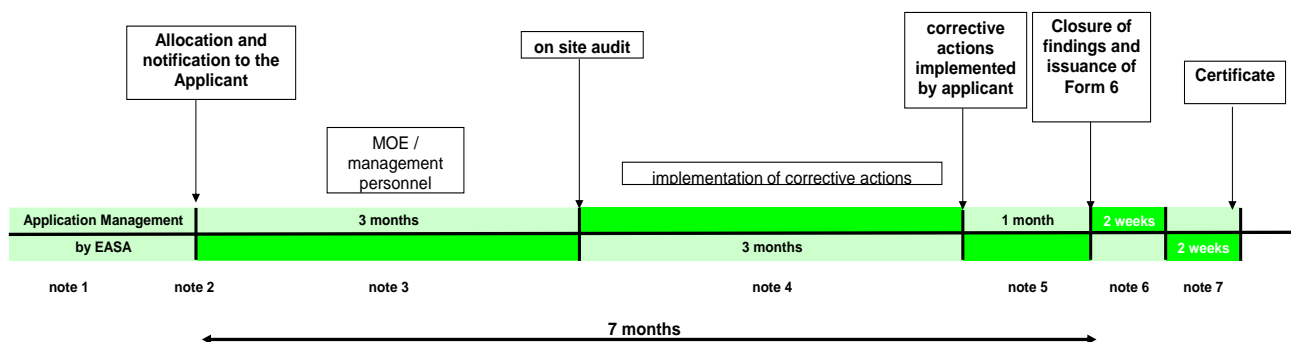 Allocation and
notification to the
Applicant
on site audit
corrective
actions
implemented
by applicant
Closure of
findings and
issuance of
Form 6
Certificate
MOE /
management
personnel
implementation of corrective actions
Application Management
by EASA
3 months
3 months
1 month
2 weeks
2 weeks
note 1
note 2
note 3
note 4
note 5
note 6
note 7
7 months